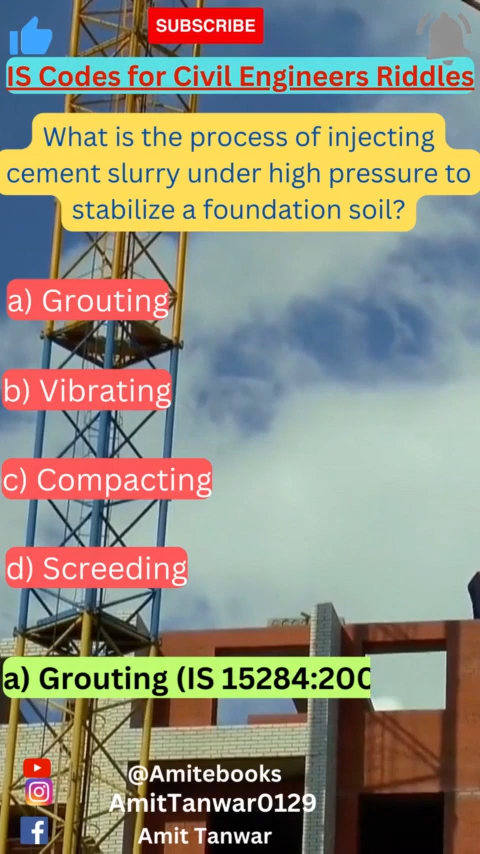 SUBSCRIBE
IS Codes for Civil Engineers Riddles
What is the process of injecting
cement slurry under high pressure to
stabilize a foundation soil?
a) Grouting
b) Vibrating
c) Compacting
d) Screeding
a) Grouting (IS 15284:200
@Amitebooks
AmitTanwar0129
Amit Tanwar